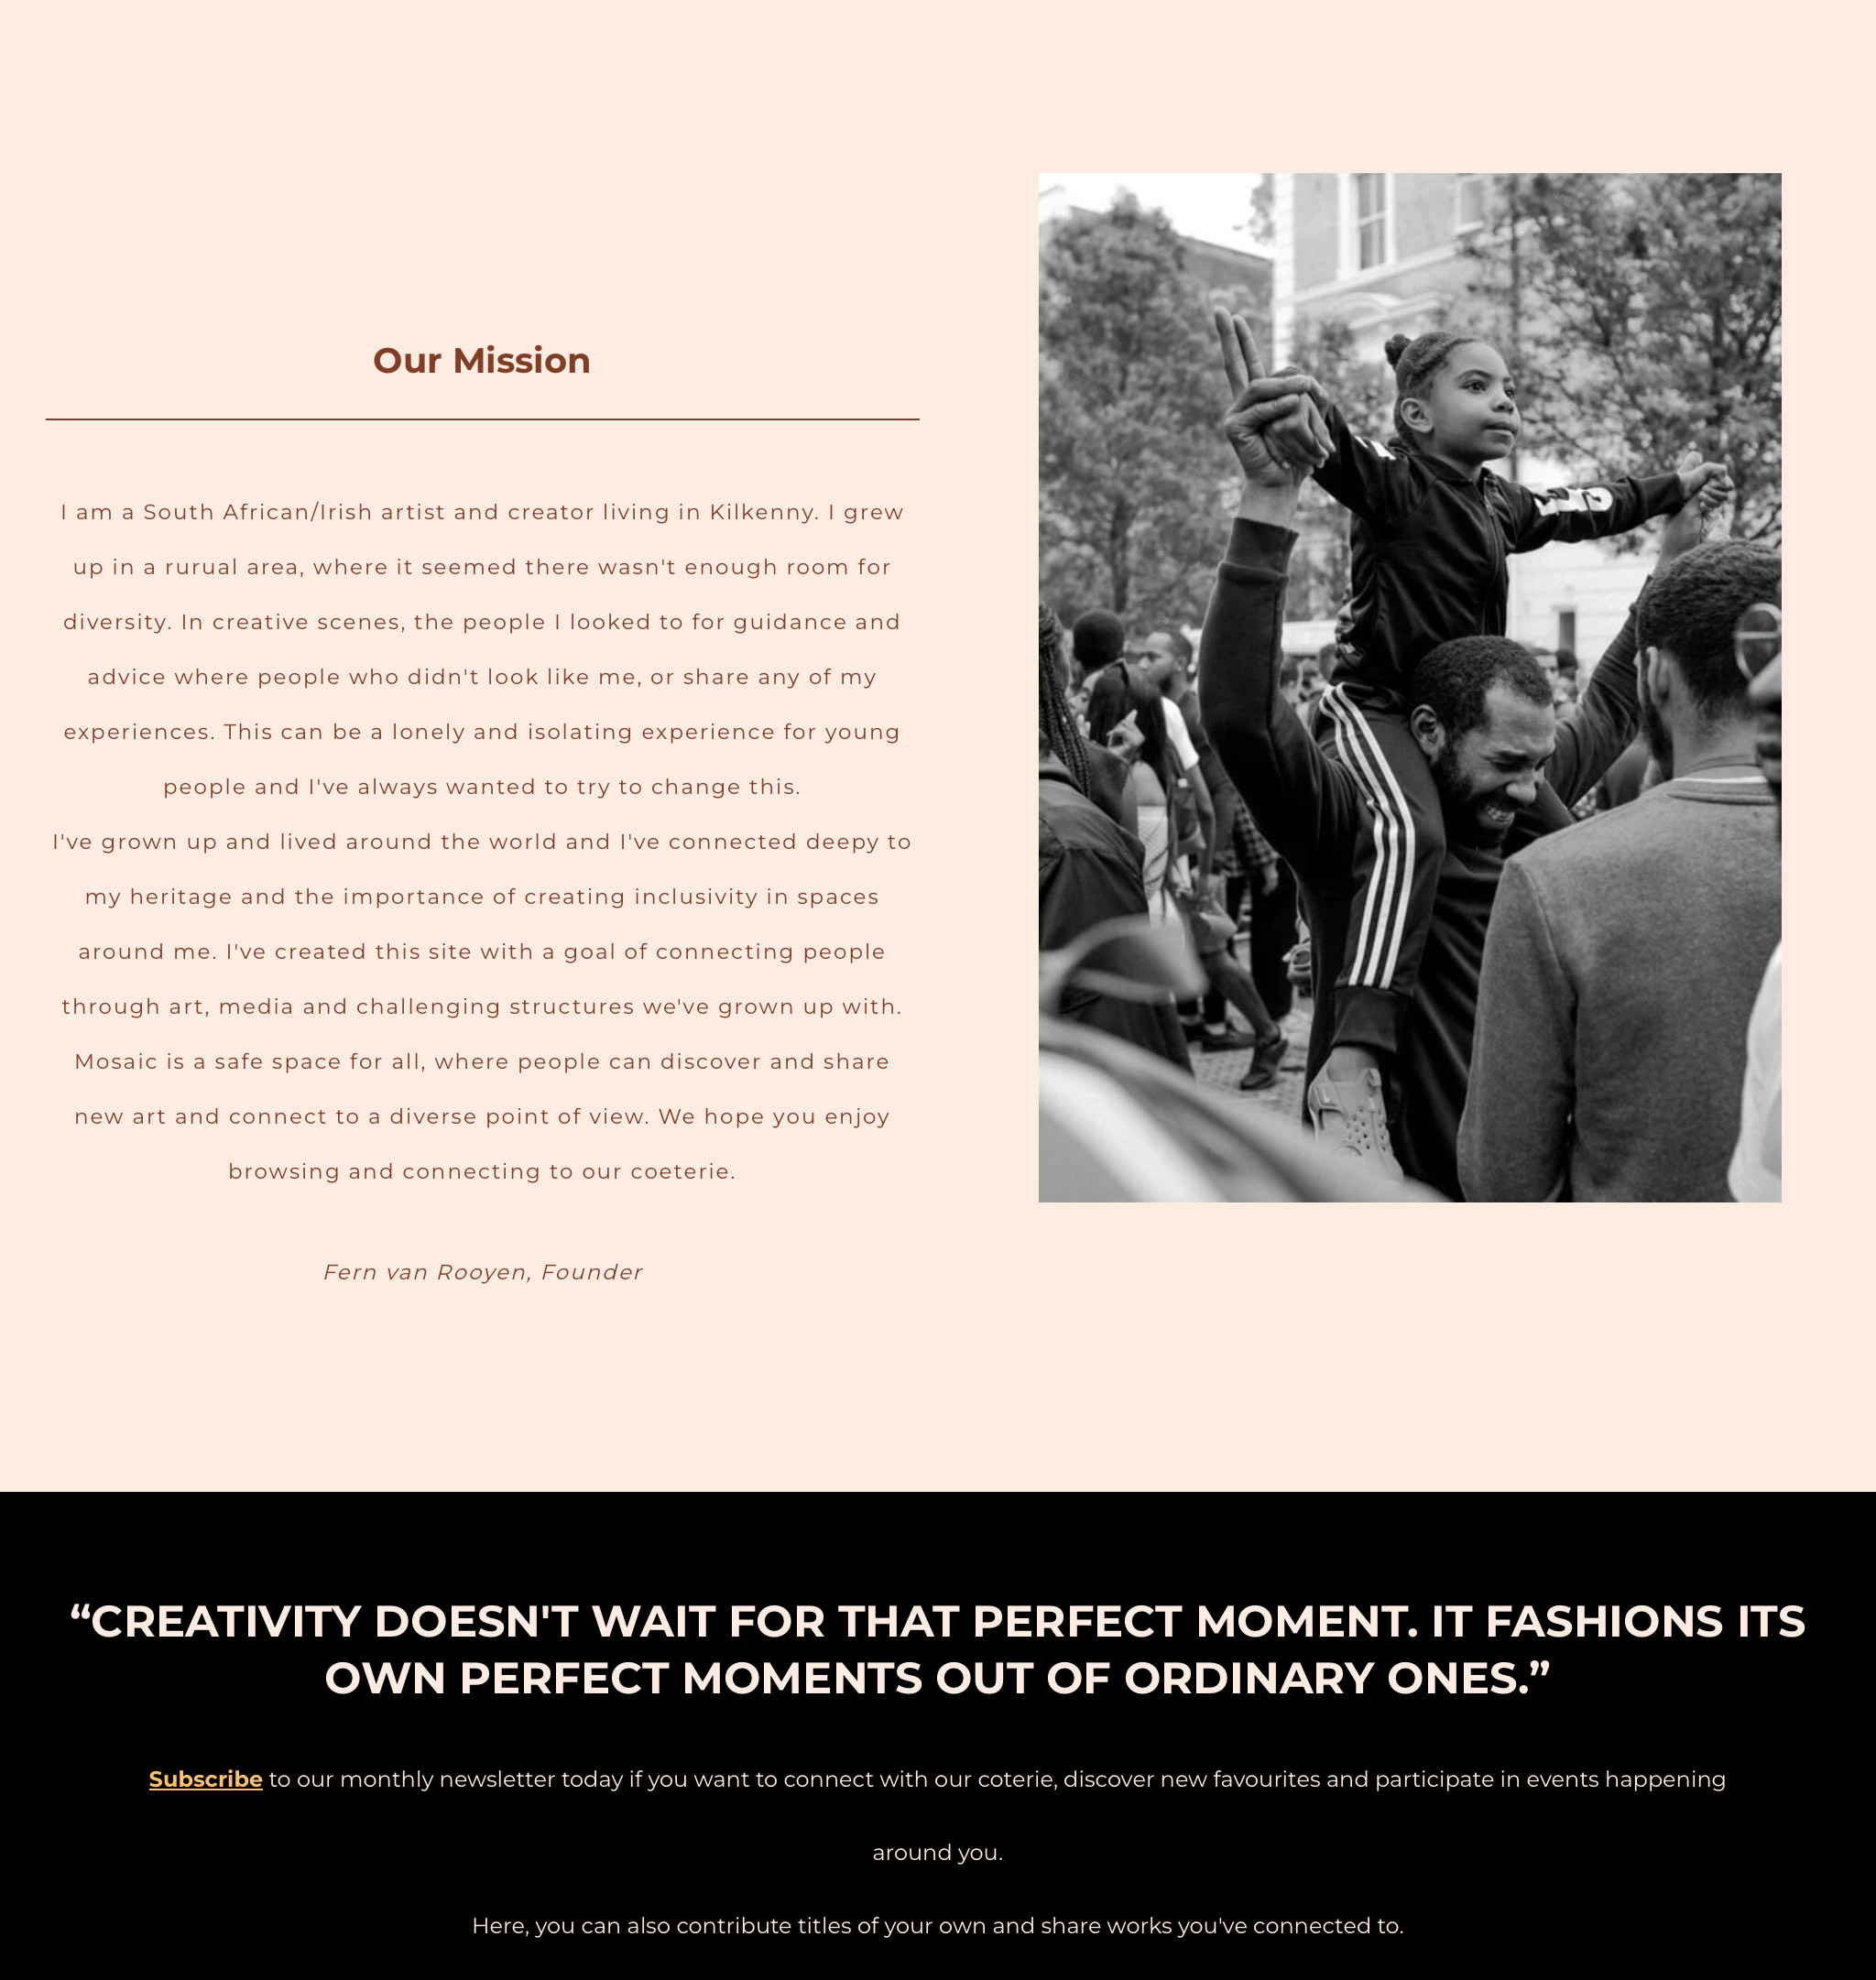 Our Mission
I am a South African/Irish artist and creator living in Kilkenny. I grew
up in a rurual area, where it seemed there wasn't enough room for
diversity. In creative scenes, the people I looked to for guidance and
advice where people who didn't look like me, or share any of my
experiences. This can be a lonely and isolating experience for young
people and I've always wanted to try to change this.
I've grown up and lived around the world and I've connected deepy to
my heritage and the importance of creating inclusivity in spaces
around me. I've created this site with a goal of connecting people
through art, media and challenging structures we've grown up with.
Mosaic is a safe space for all, where people can discover and share
new art and connect to a diverse point of view. We hope you enjoy
browsing and connecting to our coeterie.
Fern van Rooyen, Founder
“CREATIVITY DOESN'T WAIT FOR THAT PERFECT MOMENT. IT FASHIONS ITS
OWN PERFECT MOMENTS OUT OF ORDINARY ONES.”
Subscribe to our monthly newsletter today if you want to connect with our coterie, discover new favourites and participate in events happening
around you.
Here, you can also contribute titles of your own and share works you've connected to.